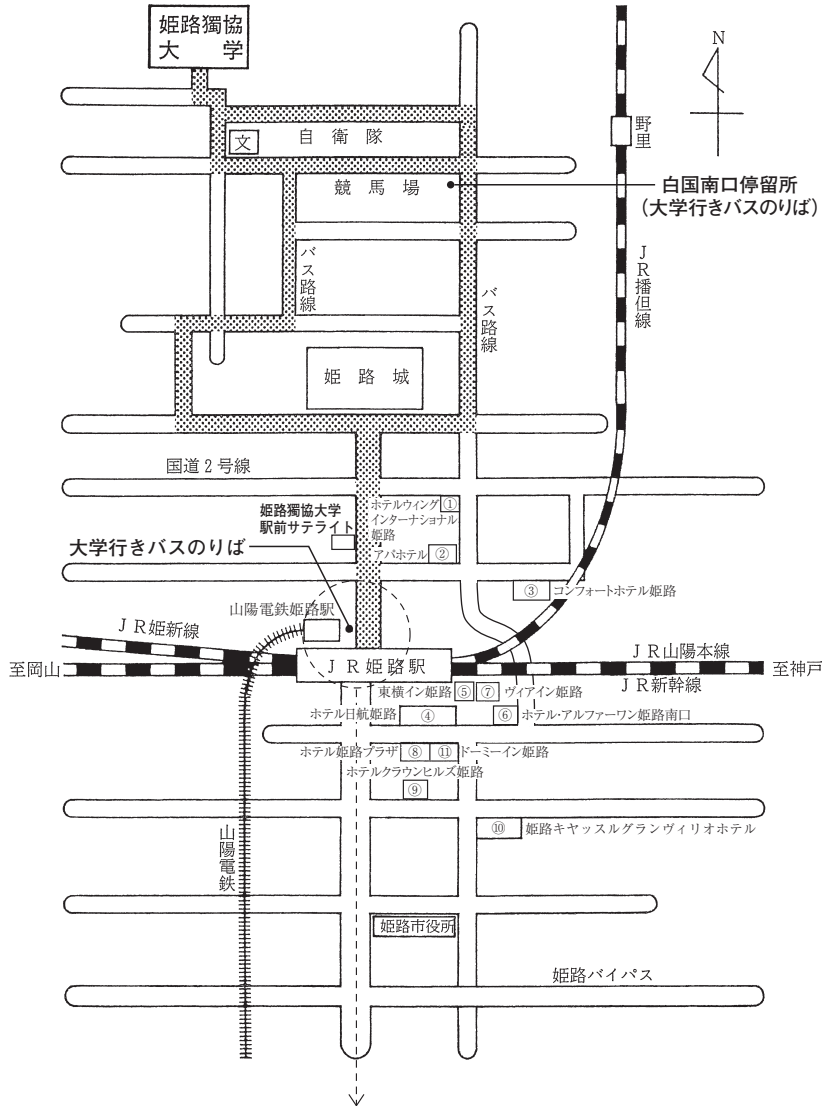 姫路獨協
大学
N
文
自衛隊
野里
競馬場
白国南口停留所
(大学行きバスのりば)
バス路線
バス路線
JR播但線
姫路城
国道2号線
姫路獨協大学
駅前サテライト
ホテルウィング
インターナショナル
姫路
①
アパホテル
②
大学行きバスのりば
③
コンフォートホテル姫路
山陽電鉄姫路駅
JR姫新線
JR山陽本線
至岡山
JR姫路駅
至神戸
JR新幹線
東横イン姫路
⑤
⑦
ヴィアイン姫路
ホテル日航姫路
④
⑥
ホテル・アルファーワン姫路南口
ホテル姫路プラザ
⑧
⑪
ドーミーイン姫路
ホテルクラウンヒルズ姫路
⑨
⑩
姫路キヤッスルグランヴィリオホテル
山陽電鉄
姫路市役所
姫路バイパス